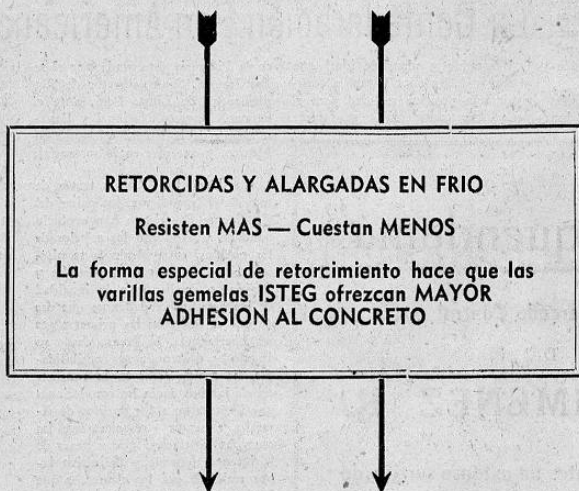 RETORCIDAS Y ALARGADAS EN FRIO
Resisten MAS — Cuestan MENOS
La forma especial de retorcimiento hace que las
varillas gemelas ISTEG ofrezcan MAYOR
ADHESION AL CONCRETO